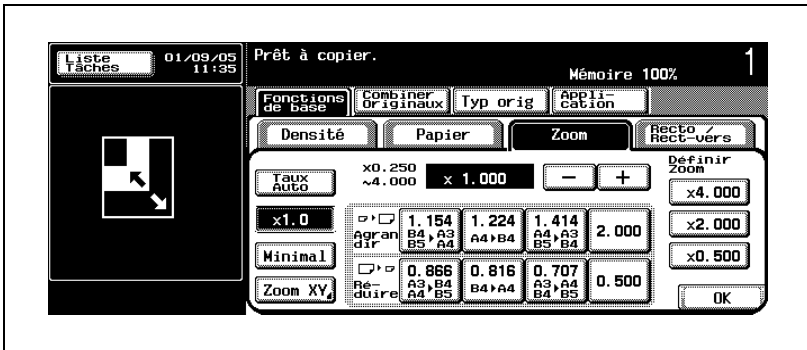 Liste
Tâches
01/09/05
11:35
Prêt à copier.
Mémoire 100%
1
Fonctions
de base
Combiner
originaux
Typ orig
Appli-
cation
Densité
Papier
Zoom
Recto /
Rect-vers
Taux
Auto
x0.250
~4.000
x 1.000
−
+
Définir
Zoom
x4.000
x1.0
Agran
dir
1.154
B4▸A3
B5▸A4
1.224
A4▸B4
1.414
A4▸A3
B5▸B4
2.000
x2.000
Minimal
x0.500
Zoom XY
Ré-
duire
0.866
A3▸B4
A4▸B5
0.816
B4▸A4
0.707
A3▸A4
B4▸B5
0.500
OK